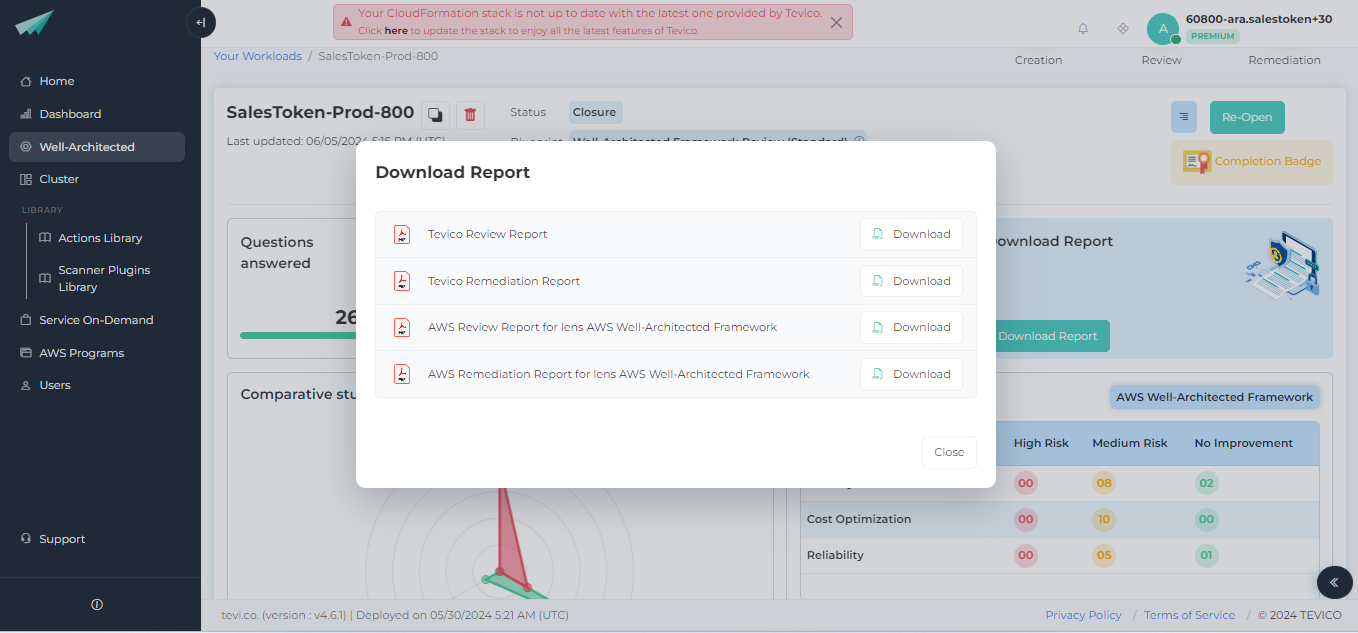 Your CloudFormation stack is not up to date with the latest one provided by Tevico.
Click here to update the stack to enjoy all the latest features of Tevico.
A
60800-ara.salestoken+30
PREMIUM
Home
Dashboard
Well-Architected
Cluster
LIBRARY
Actions Library
Scanner Plugins
Library
Service On-Demand
AWS Programs
Users
Support
Your Workloads / SalesToken-Prod-800
Creation
Review
Remediation
SalesToken-Prod-800
Status
Closure
Re-Open
Last updated: 06/05/2024 5:15 PM (UTC)
Blueprint
Well-Architected Framework Review (Standard)
Completion Badge
Download Report
Tevico Review Report
Download
Tevico Remediation Report
Download
AWS Review Report for lens AWS Well-Architected Framework
Download
AWS Remediation Report for lens AWS Well-Architected Framework
Download
Close
Questions
answered
26
ownload Report
Download Report
Comparative stu
AWS Well-Architected Framework
High Risk
Medium Risk
No Improvement
00
08
02
Cost Optimization
00
10
00
Reliability
00
05
01
tevi.co. (version : v4.6.1) | Deployed on 05/30/2024 5:21 AM (UTC)
Privacy Policy / Terms of Service / © 2024 TEVICO